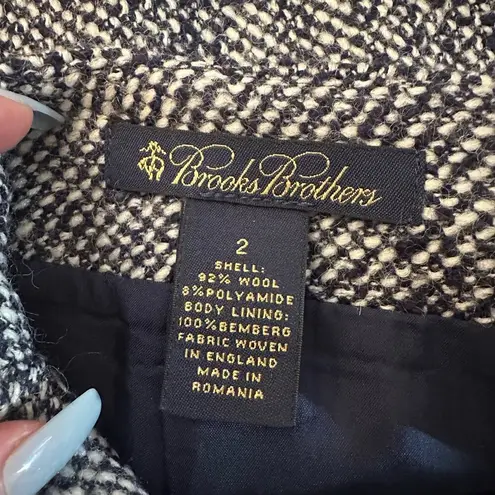 Brooks Brothers
2
SHELL:
92% WOOL
8%POLYAMIDE
BODY LINING:
100%BEMBERG
FABRIC WOVEN
IN ENGLAND
MADE IN
ROMANIA